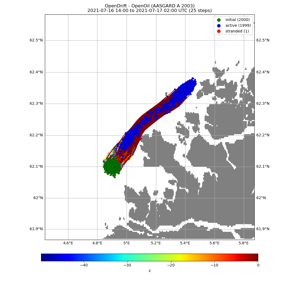 OpenDrift - OpenOil (AASGARD A 2003)
2021-07-16 14:00 to 2021-07-17 02:00 UTC (25 steps)
initial (2000)
active (1999)
stranded (1)
62.5°N
62.5°N
62.4°N
62.4°N
62.3°N
62.3°N
62.2°N
62.2°N
62.1°N
62.1°N
62°N
62°N
61.9°N
61.9°N
4.6°E 4.8°E 5°E 5.2°E 5.4°E 5.6°E 5.8°E
−40 −30 −20 −10 0
z